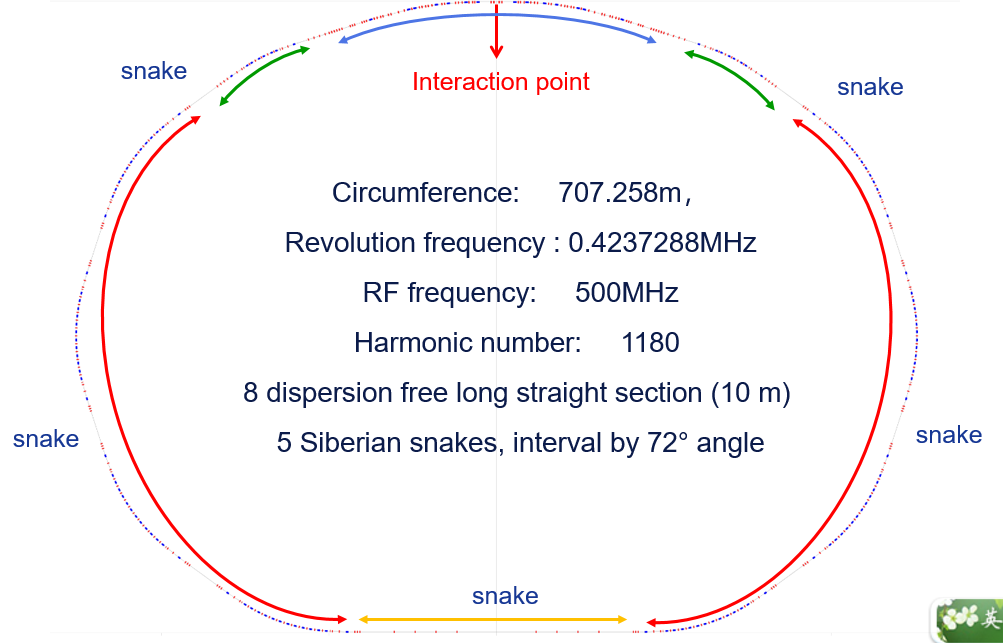 snake
snake
Interaction point
Circumference: 707.258m，
Revolution frequency : 0.4237288MHz
RF frequency: 500MHz
Harmonic number: 1180
8 dispersion free long straight section (10 m)
5 Siberian snakes, interval by 72° angle
snake
snake
snake
英